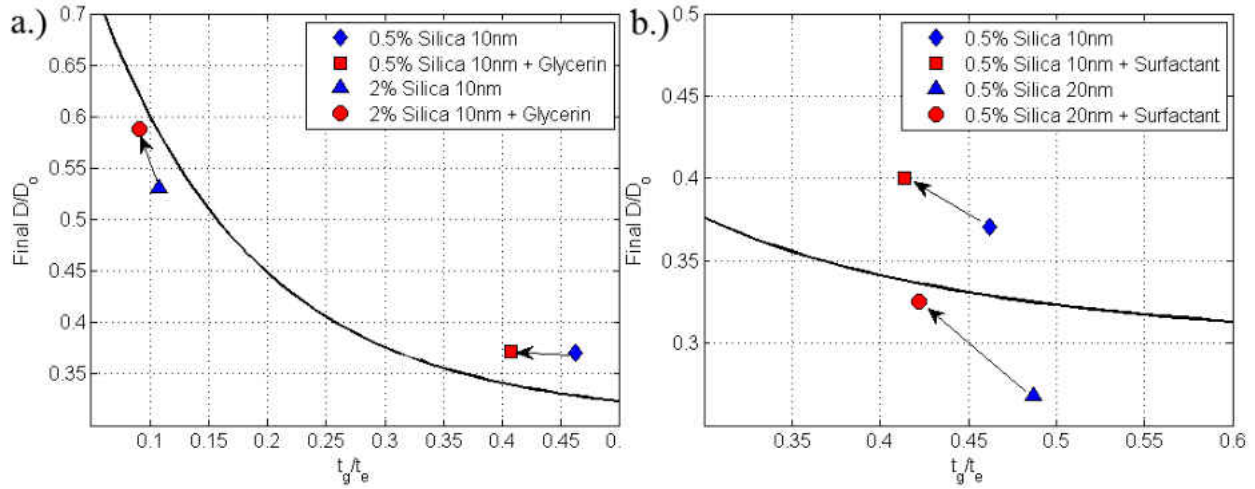 a.)
0.7
0.65
0.6
0.55
0.5
0.45
0.4
0.35
Final D/Dₒ
0.1
0.15
0.2
0.25
0.3
0.35
0.4
0.45
0.
t_g/t_e
0.5% Silica 10nm
0.5% Silica 10nm + Glycerin
2% Silica 10nm
2% Silica 10nm + Glycerin
b.)
0.5
0.45
0.4
0.35
0.3
Final D/Dₒ
0.35
0.4
0.45
0.5
0.55
0.6
t_g/t_e
0.5% Silica 10nm
0.5% Silica 10nm + Surfactant
0.5% Silica 20nm
0.5% Silica 20nm + Surfactant